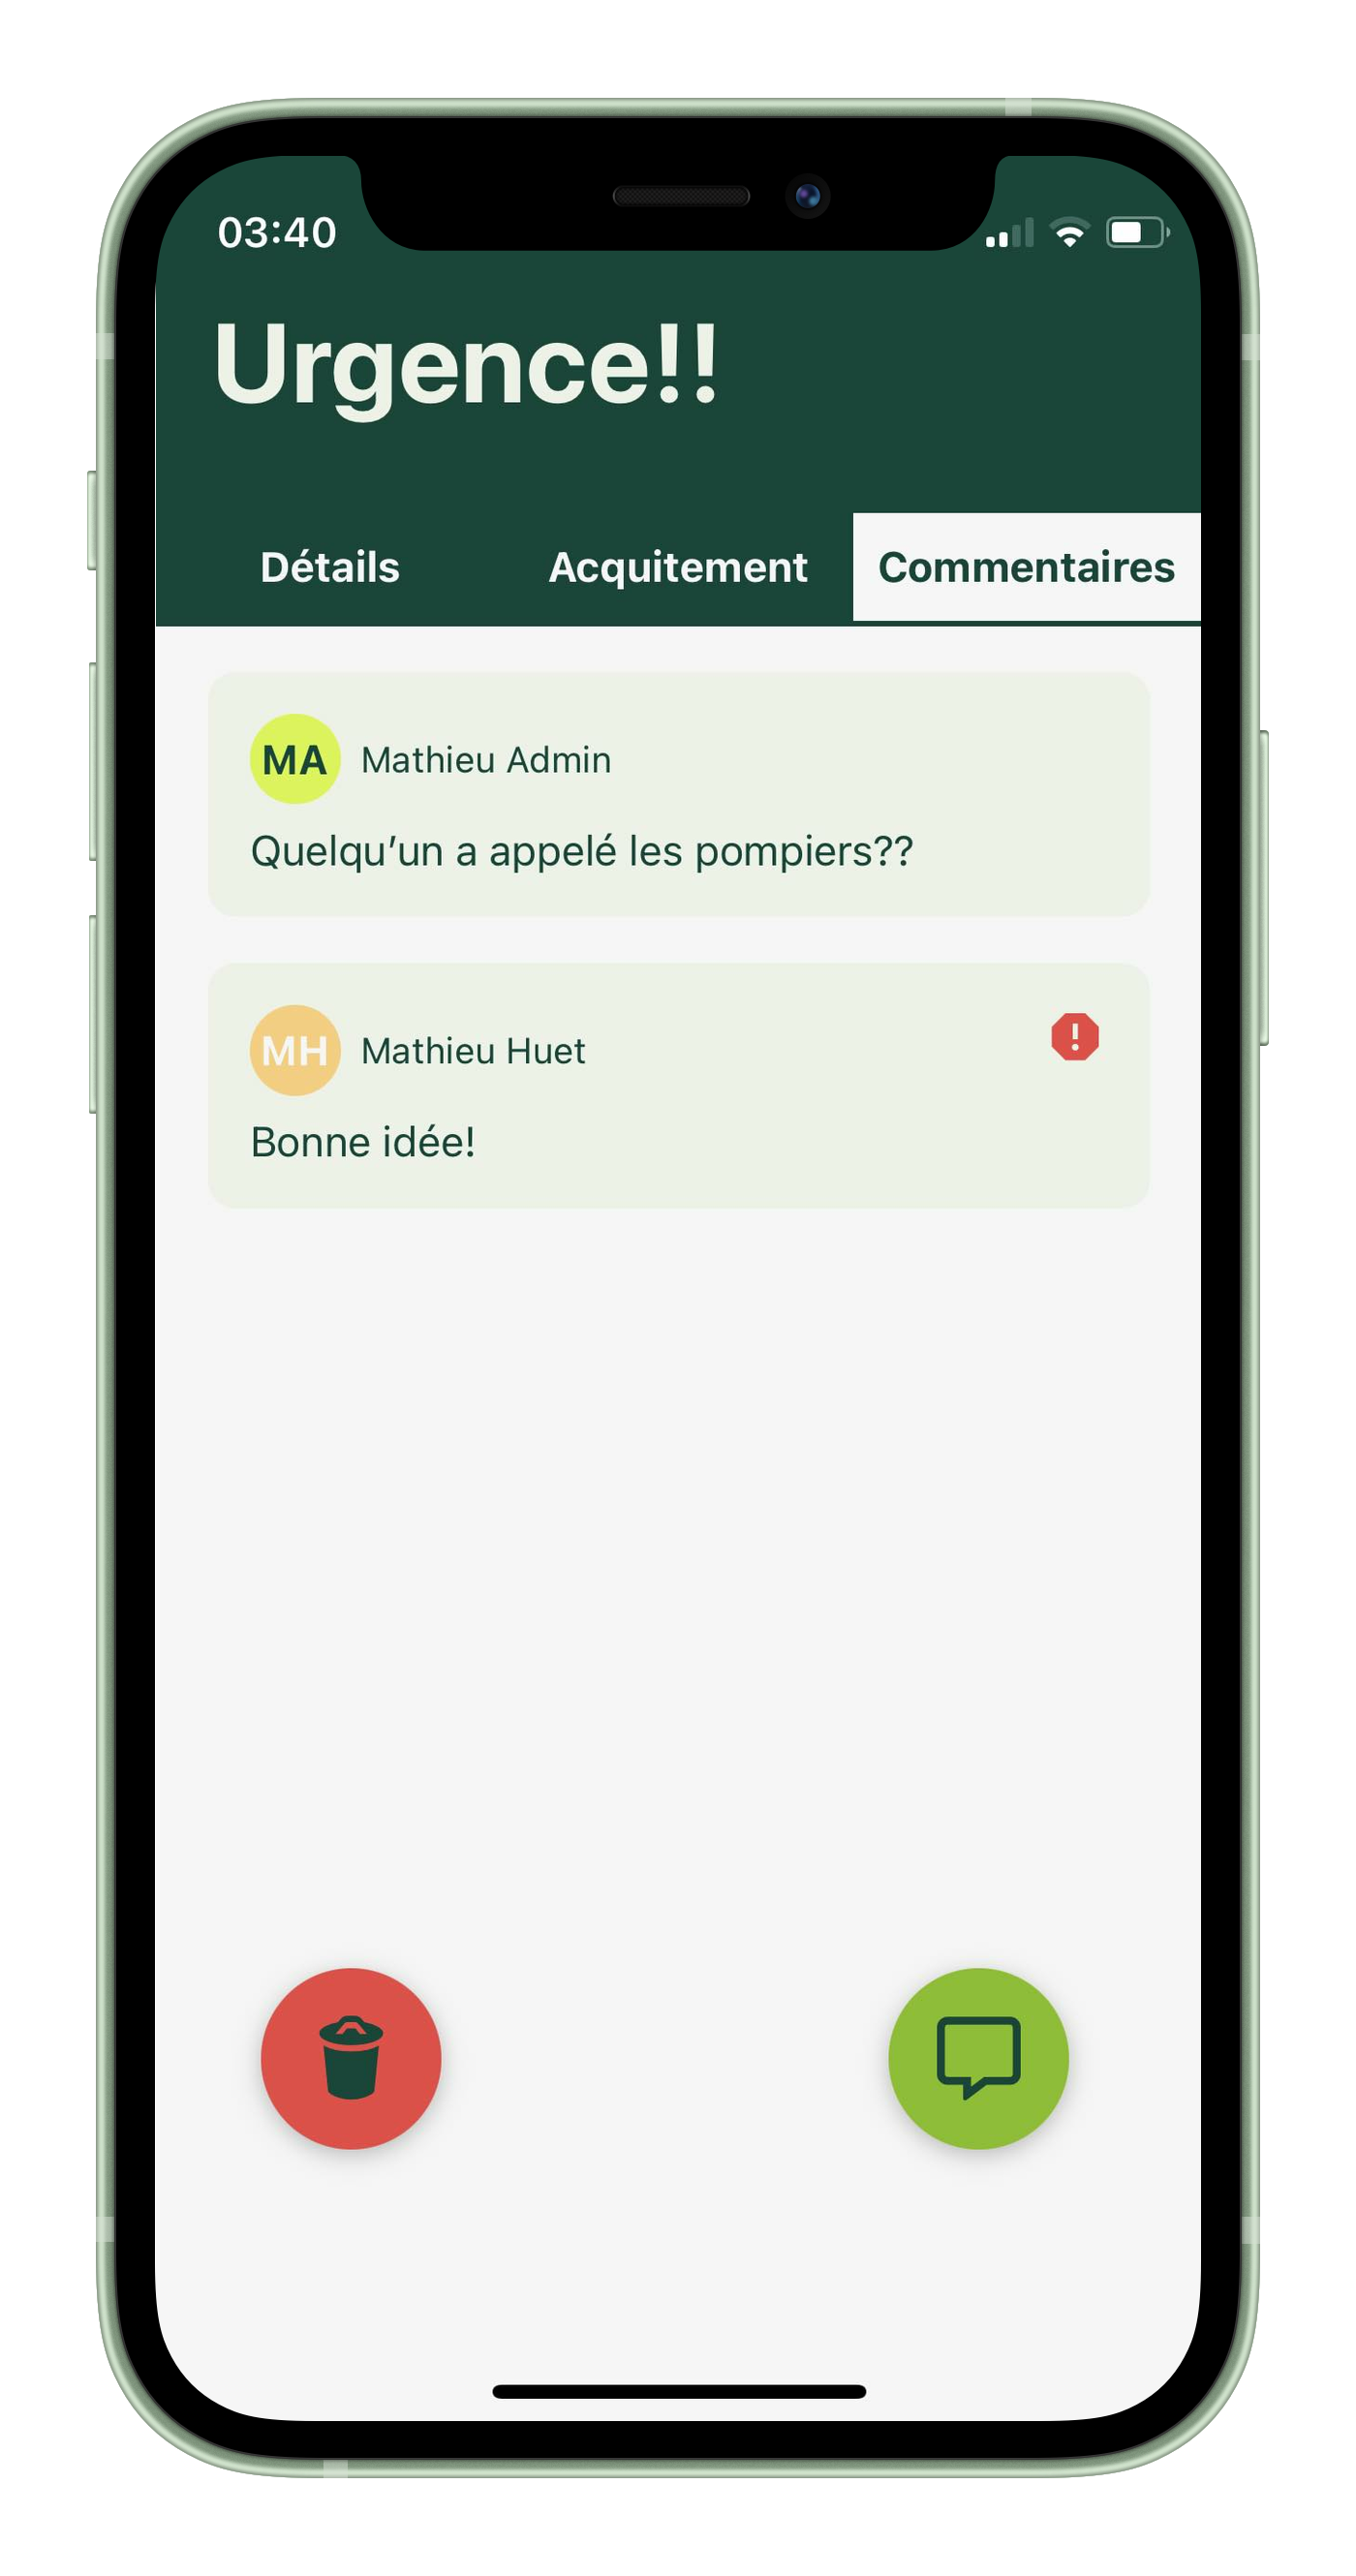 03:40
Urgence!!
Détails
Acquitement
Commentaires
MA
Mathieu Admin
Quelqu’un a appelé les pompiers??
MH
Mathieu Huet
Bonne idée!